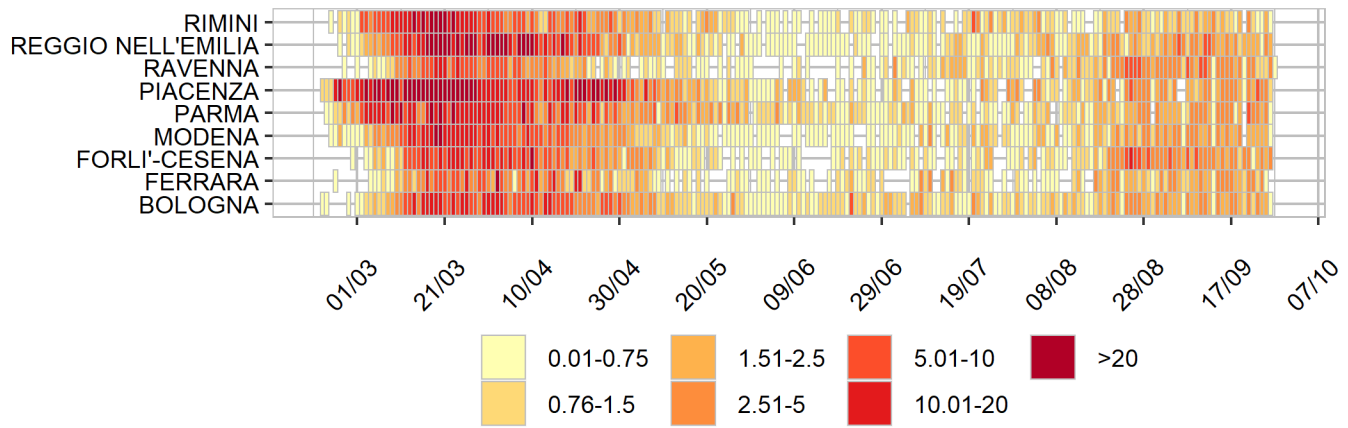 RIMINI
REGGIO NELL'EMILIA
RAVENNA
PIACENZA
PARMA
MODENA
FORLI'-CESENA
FERRARA
BOLOGNA
01/03 21/03 10/04 30/04 20/05 09/06 29/06 19/07 08/08 28/08 17/09 07/10
0.01-0.75 1.51-2.5 5.01-10 >20
0.76-1.5 2.51-5 10.01-20